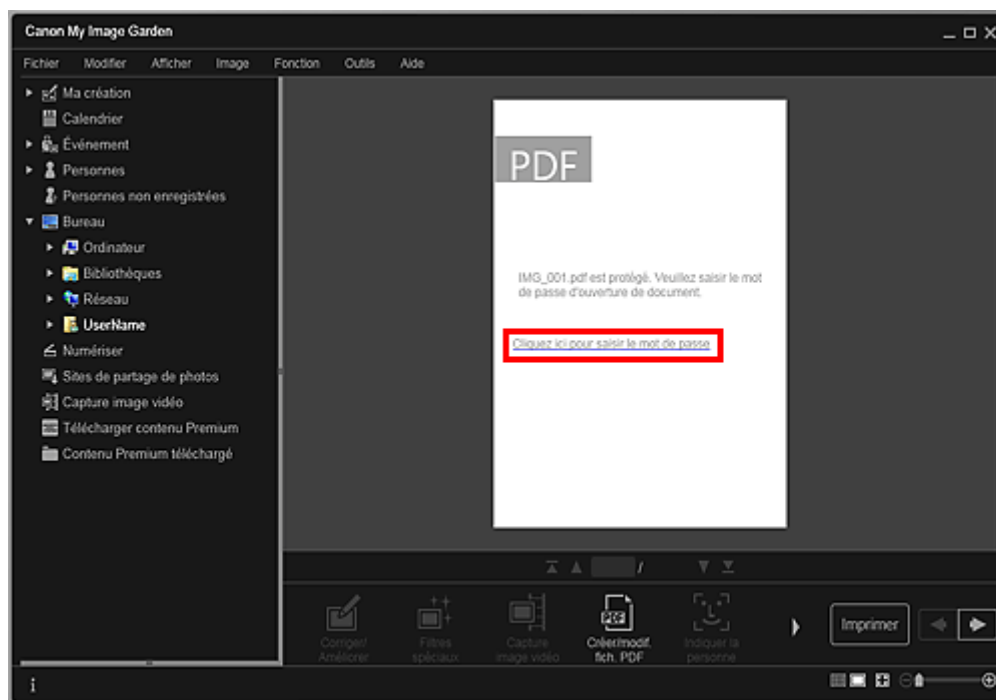 Canon My Image Garden
Fichier Modifier Afficher Image Fonction Outils Aide
Ma création
Calendrier
Événement
Personnes
Personnes non enregistrées
Bureau
Ordinateur
Bibliothèques
Réseau
UserName
Numériser
Sites de partage de photos
Capture image vidéo
Télécharger contenu Premium
Contenu Premium téléchargé
PDF
IMG_001.pdf est protégé. Veuillez saisir le mot
de passe d'ouverture de document.
Cliquez ici pour saisir le mot de passe
/
Corriger/
Améliorer
Filtres
spéciaux
Capture
image vidéo
PDF
Créer/modif.
fich. PDF
Indiquer la
personne
Imprimer